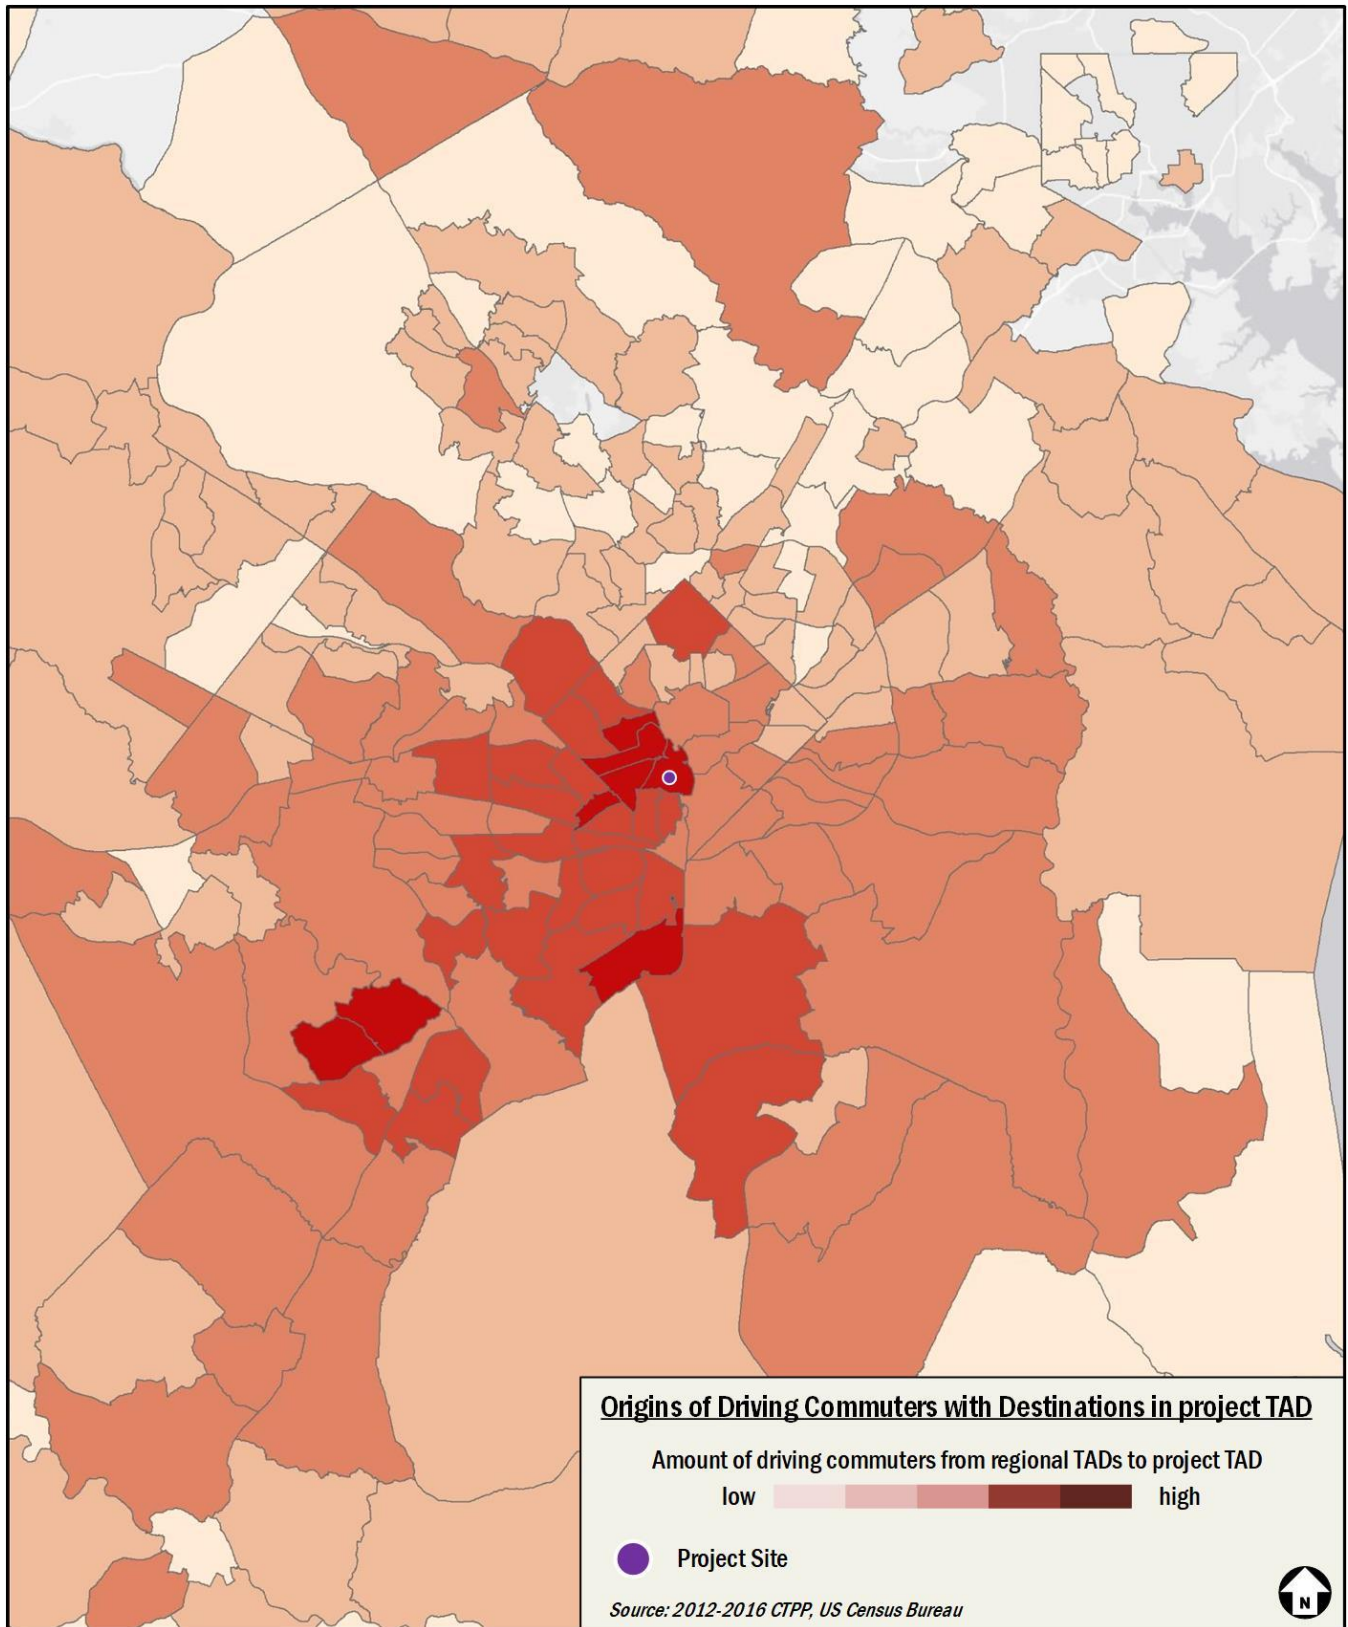 Origins of Driving Commuters with Destinations in project TAD
Amount of driving commuters from regional TADs to project TAD
low high
Project Site
Source: 2012-2016 CTPP, US Census Bureau
N